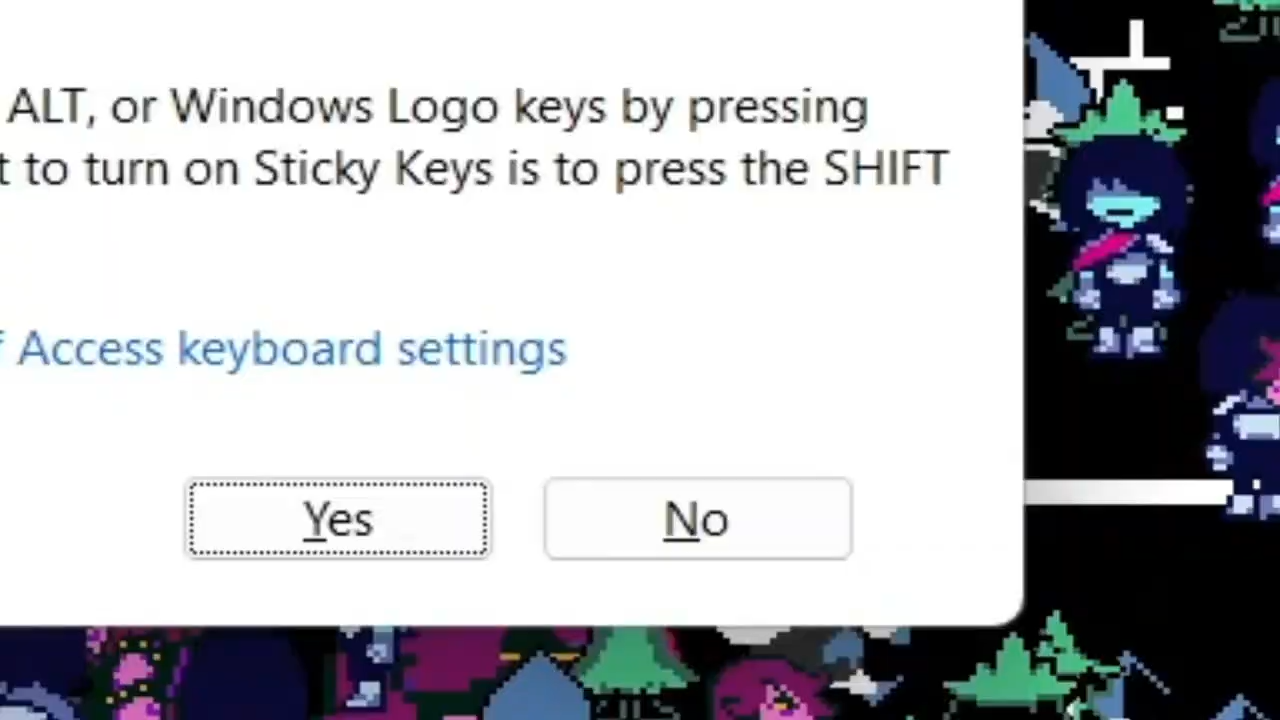 ALT, or Windows Logo keys by pressing
t to turn on Sticky Keys is to press the SHIFT
f Access keyboard settings
Yes
No